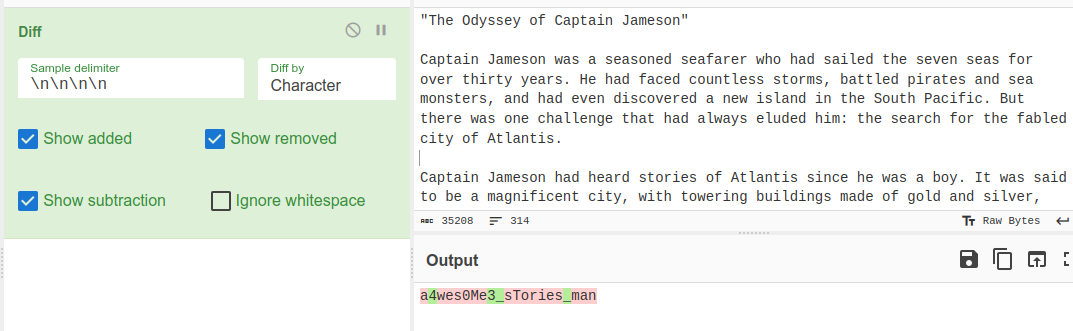 Diff
Sample delimiter
\n\n\n\n
Diff by
Character
Show added
Show removed
Show subtraction
Ignore whitespace
"The Odyssey of Captain Jameson"
Captain Jameson was a seasoned seafarer who had sailed the seven seas for
over thirty years. He had faced countless storms, battled pirates and sea
monsters, and had even discovered a new island in the South Pacific. But
there was one challenge that had always eluded him: the search for the fabled
city of Atlantis.
Captain Jameson had heard stories of Atlantis since he was a boy. It was said
to be a magnificent city, with towering buildings made of gold and silver,
ABC 35208 314 Tт Raw Bytes
Output
a4wes0Me3_sTories_man